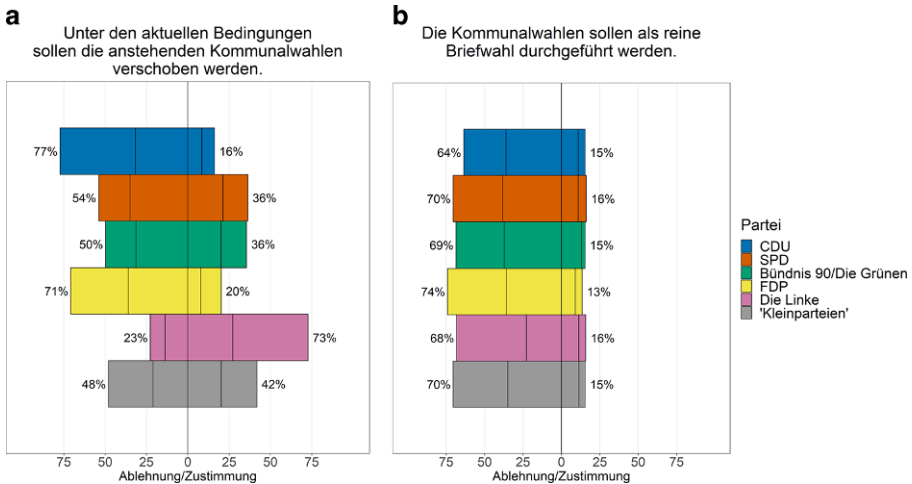 a
Unter den aktuellen Bedingungen
sollen die anstehenden Kommunalwahlen
verschoben werden.
77%
16%
54%
36%
50%
36%
71%
20%
23%
73%
48%
42%
75
50
25
0
25
50
75
Ablehnung/Zustimmung
b
Die Kommunalwahlen sollen als reine
Briefwahl durchgeführt werden.
64%
15%
70%
16%
69%
15%
74%
13%
68%
16%
70%
15%
75
50
25
0
25
50
75
Ablehnung/Zustimmung
Partei
CDU
SPD
Bündnis 90/Die Grünen
FDP
Die Linke
'Kleinparteien'